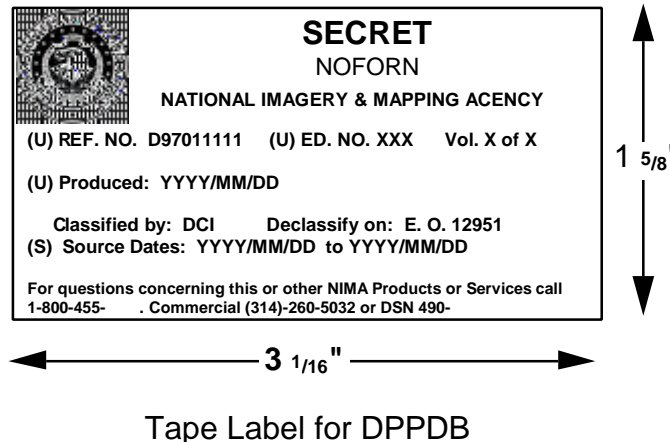 SECRET
NOFORN
NATIONAL IMAGERY & MAPPING ACENCY
(U) REF. NO. D97011111 (U) ED. NO. XXX Vol. X of X
(U) Produced: YYYY/MM/DD
Classified by: DCI Declassify on: E. O. 12951
(S) Source Dates: YYYY/MM/DD to YYYY/MM/DD
For questions concerning this or other NIMA Products or Services call
1-800-455- . Commercial (314)-260-5032 or DSN 490-
1 5/8"
3 1/16"
Tape Label for DPPDB